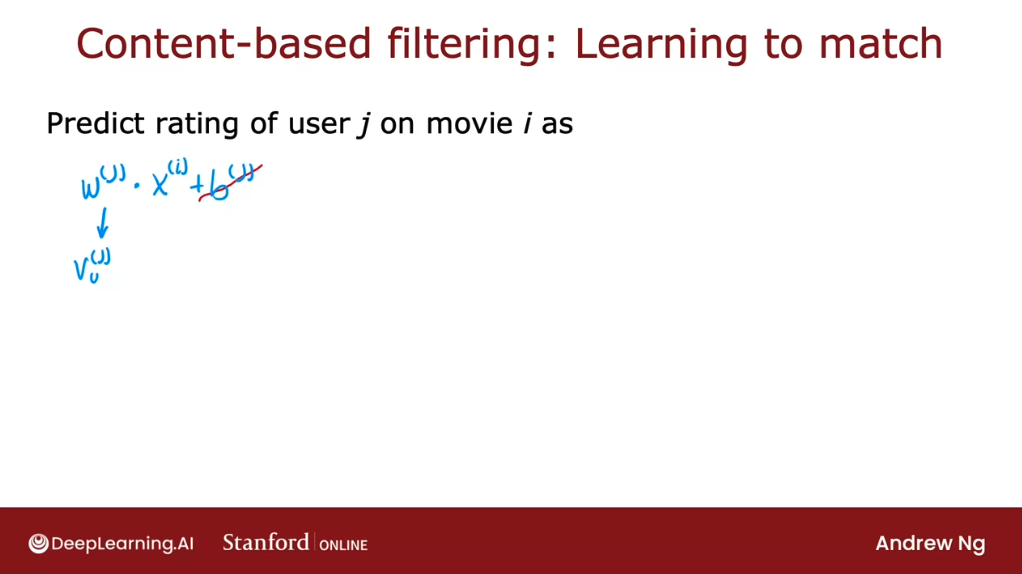 Content-based filtering: Learning to match
Predict rating of user j on movie i as
w^(j) · x^(i) + b^(j)
↓
v_u^(j)
DeepLearning.AI Stanford | ONLINE Andrew Ng